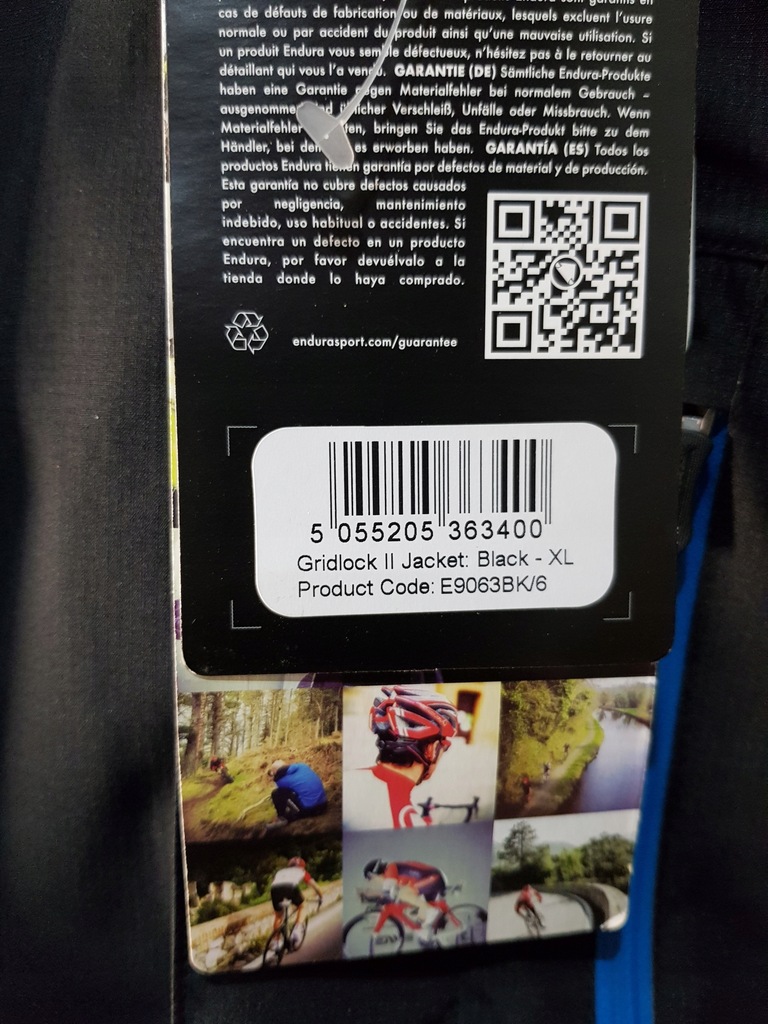 cas de défauts de fabrication ou de matériaux, lesquels excluent l'usure
normale ou par accident du produit ainsi qu'une mauvaise utilisation. Si
un produit Endura vous semble défectueux, n'hésitez pas à le retourner au
détaillant qui vous l'a vendu. GARANTIE (DE) Sämtliche Endura-Produkte
haben eine Garantie gegen Materialfehler bei normalem Gebrauch –
ausgenommen sind üblicher Verschleiß, Unfälle oder Missbrauch. Wenn
Materialfehler bringen Sie das Endura-Produkt bitte zu dem
Händler, bei dem es erworben haben. GARANTÍA (ES) Todos los
productos Endura tienen garantía por defectos de material y de producción.
Esta garantía no cubre defectos causados
por negligencia, mantenimiento
indebido, uso habitual o accidentes. Si
encuentra un defecto en un producto
Endura, por favor devuélvalo a la
tienda donde lo haya comprado.
endurasport.com/guarantee
5 055205 363400
Gridlock II Jacket: Black - XL
Product Code: E9063BK/6